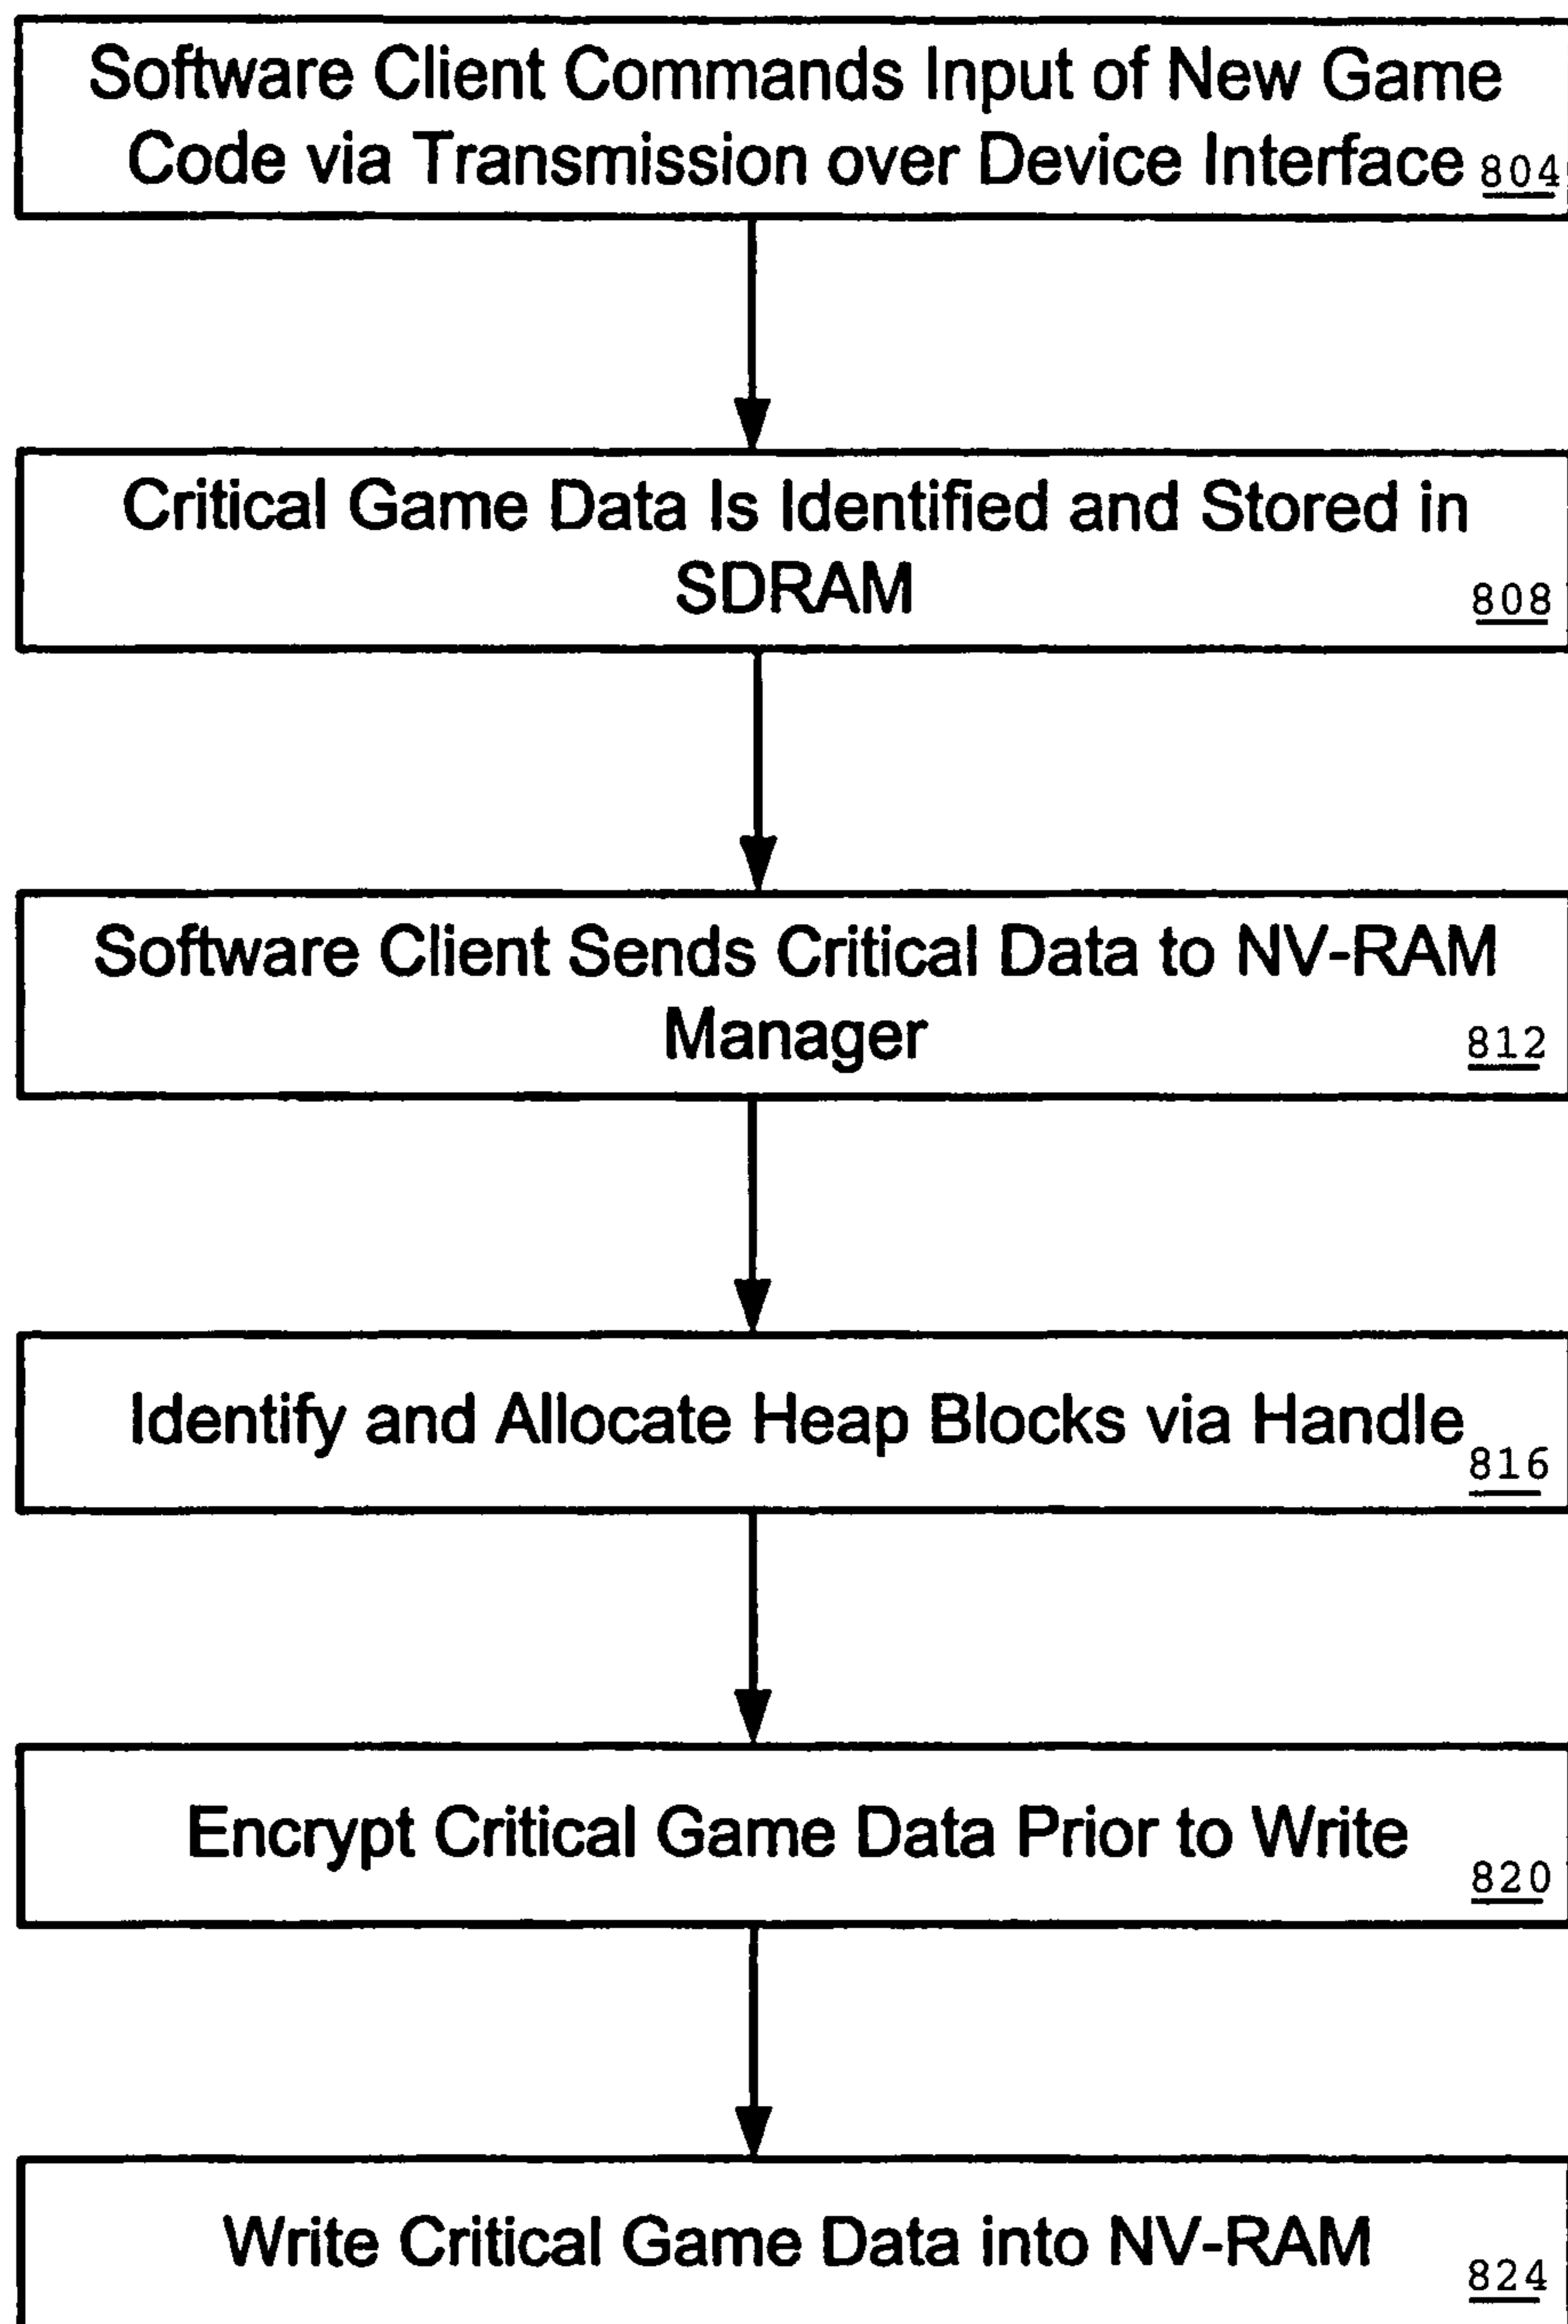 Software Client Commands Input of New Game
Code via Transmission over Device Interface 804
Critical Game Data Is Identified and Stored in
SDRAM 808
Software Client Sends Critical Data to NV-RAM
Manager 812
Identify and Allocate Heap Blocks via Handle
816
Encrypt Critical Game Data Prior to Write
820
Write Critical Game Data into NV-RAM
824